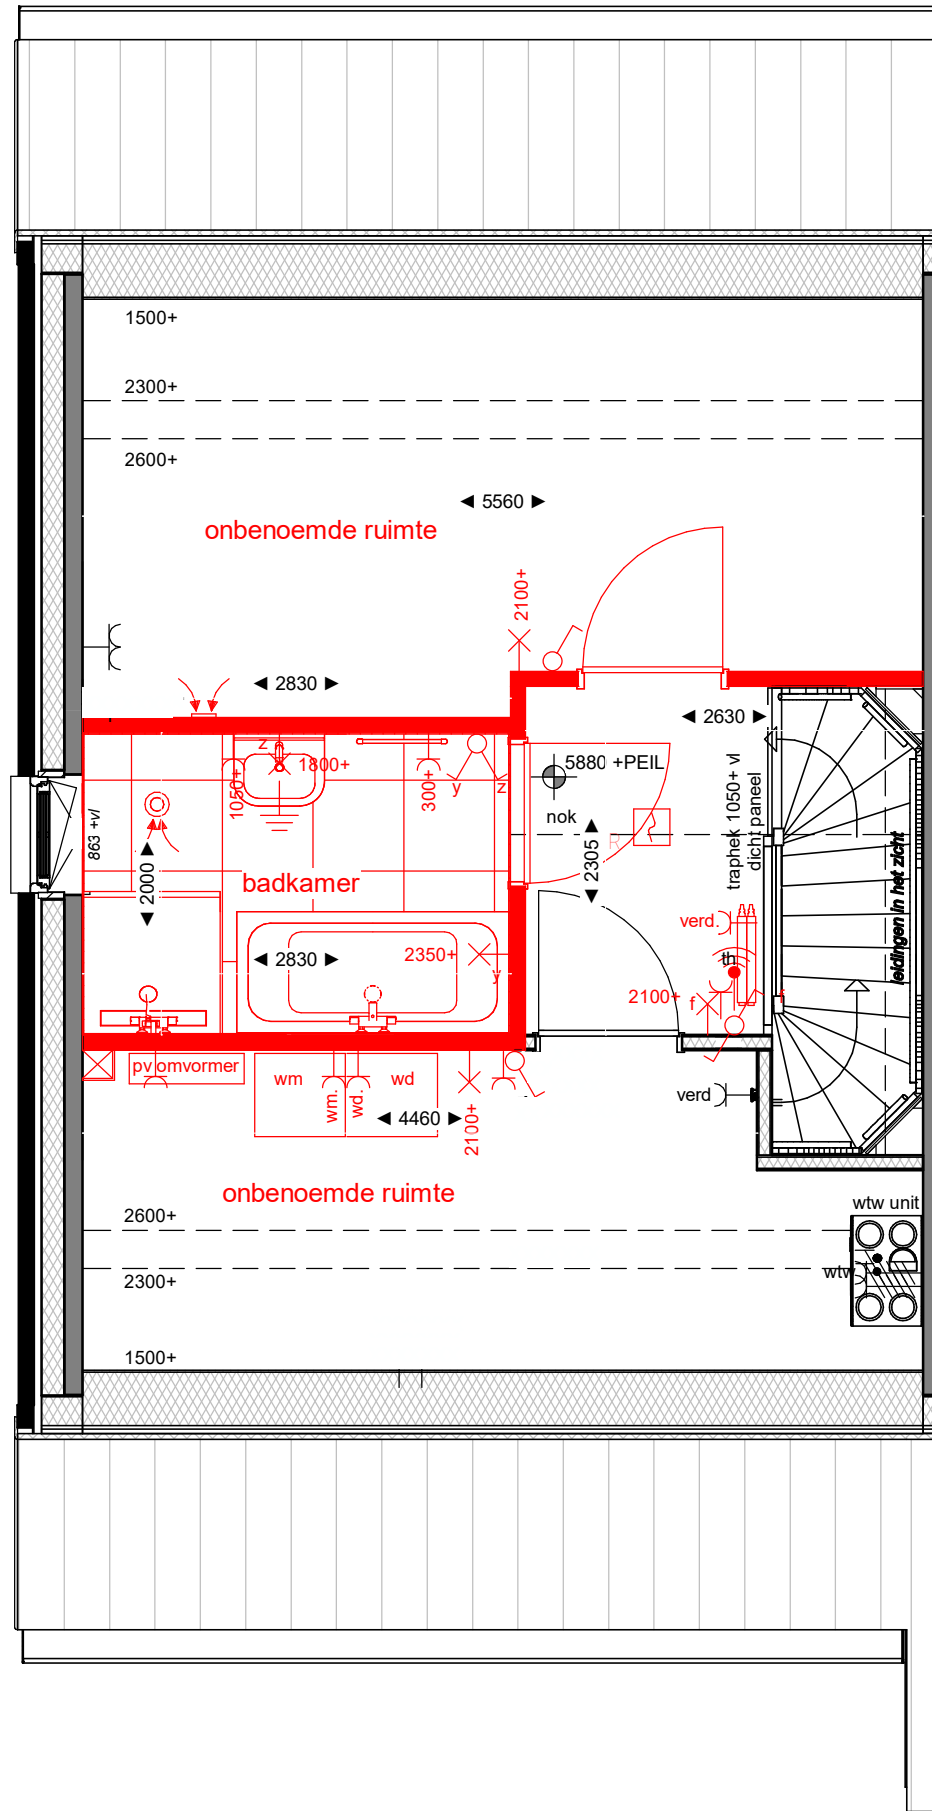 1500+
2300+
2600+
◄ 5560 ►
onbenoemde ruimte
2100+
◄ 2830 ►
◄ 2630 ►
z
1800+
1050+
300+
y
z
5880 +PEIL
nok
863 +vl
◄ 2000 ►
◄ 2305 ►
R
traphek 1050+ vl
dicht paneel
leidingen in het zicht
badkamer
verd.
◄ 2830 ►
2350+
y
th
2100+
f
f
pv omvormer
wm
wd
wm.
wd.
◄ 4460 ►
2100+
verd
onbenoemde ruimte
wtw unit
2600+
wtw
2300+
1500+